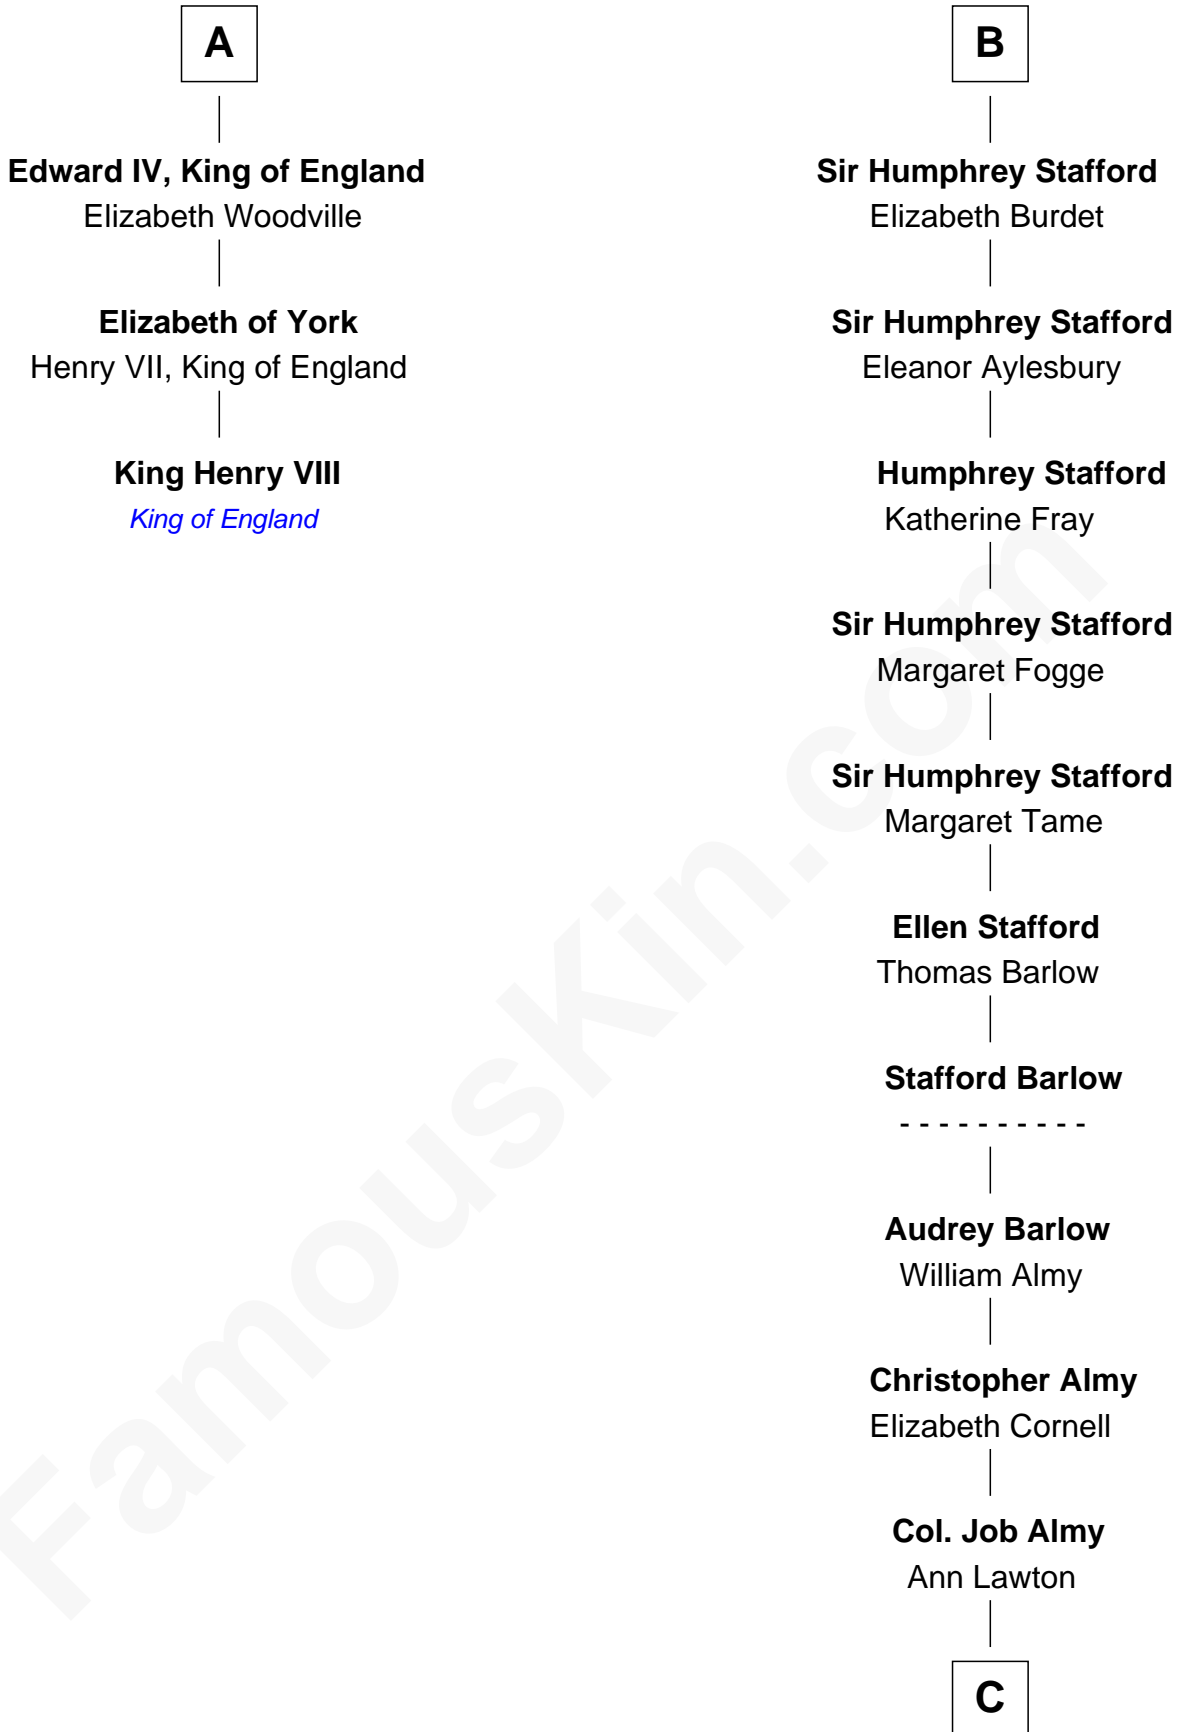 A
Edward IV, King of England
Elizabeth Woodville
Elizabeth of York
Henry VII, King of England
King Henry VIII
King of England
B
Sir Humphrey Stafford
Elizabeth Burdet
Sir Humphrey Stafford
Eleanor Aylesbury
Humphrey Stafford
Katherine Fray
Sir Humphrey Stafford
Margaret Fogge
Sir Humphrey Stafford
Margaret Tame
Ellen Stafford
Thomas Barlow
Stafford Barlow
- - - - - - - - - -
Audrey Barlow
William Almy
Christopher Almy
Elizabeth Cornell
Col. Job Almy
Ann Lawton
C
FamousKin.com